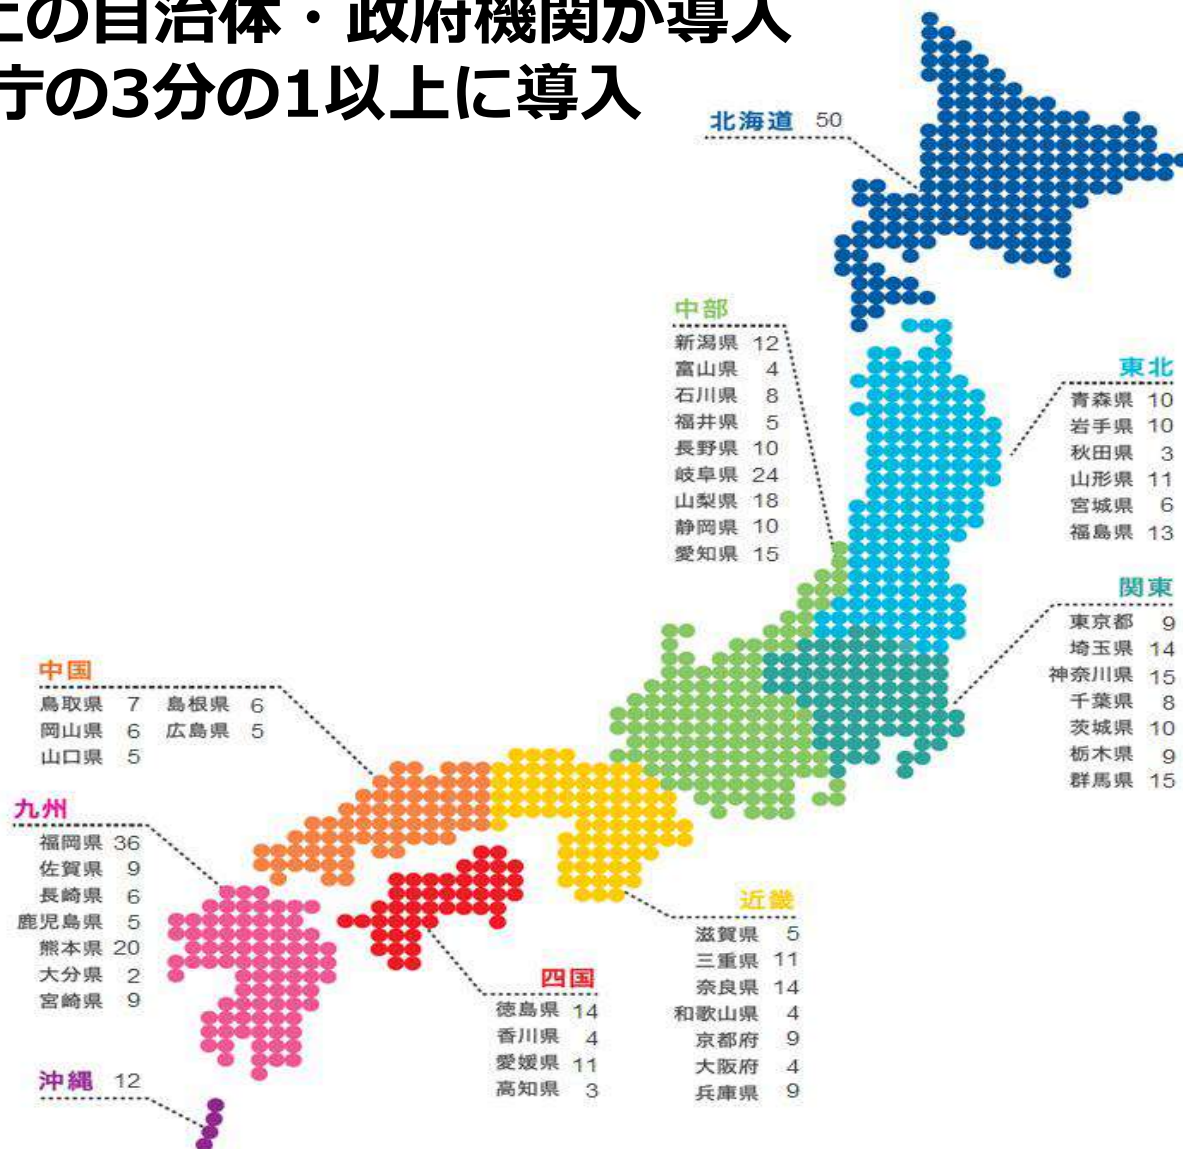 上の自治体・政府機関が導入
庁の3分の1以上に導入
北海道 50
中部
新潟県 12
富山県 4
石川県 8
福井県 5
長野県 10
岐阜県 24
山梨県 18
静岡県 10
愛知県 15
東北
青森県 10
岩手県 10
秋田県 3
山形県 11
宮城県 6
福島県 13
関東
東京都 9
埼玉県 14
神奈川県 15
千葉県 8
茨城県 10
栃木県 9
群馬県 15
中国
鳥取県 7 島根県 6
岡山県 6 広島県 5
山口県 5
九州
福岡県 36
佐賀県 9
長崎県 6
鹿児島県 5
熊本県 20
大分県 2
宮崎県 9
近畿
滋賀県 5
三重県 11
奈良県 14
和歌山県 4
京都府 9
大阪府 4
兵庫県 9
四国
徳島県 14
香川県 4
愛媛県 11
高知県 3
沖縄 12